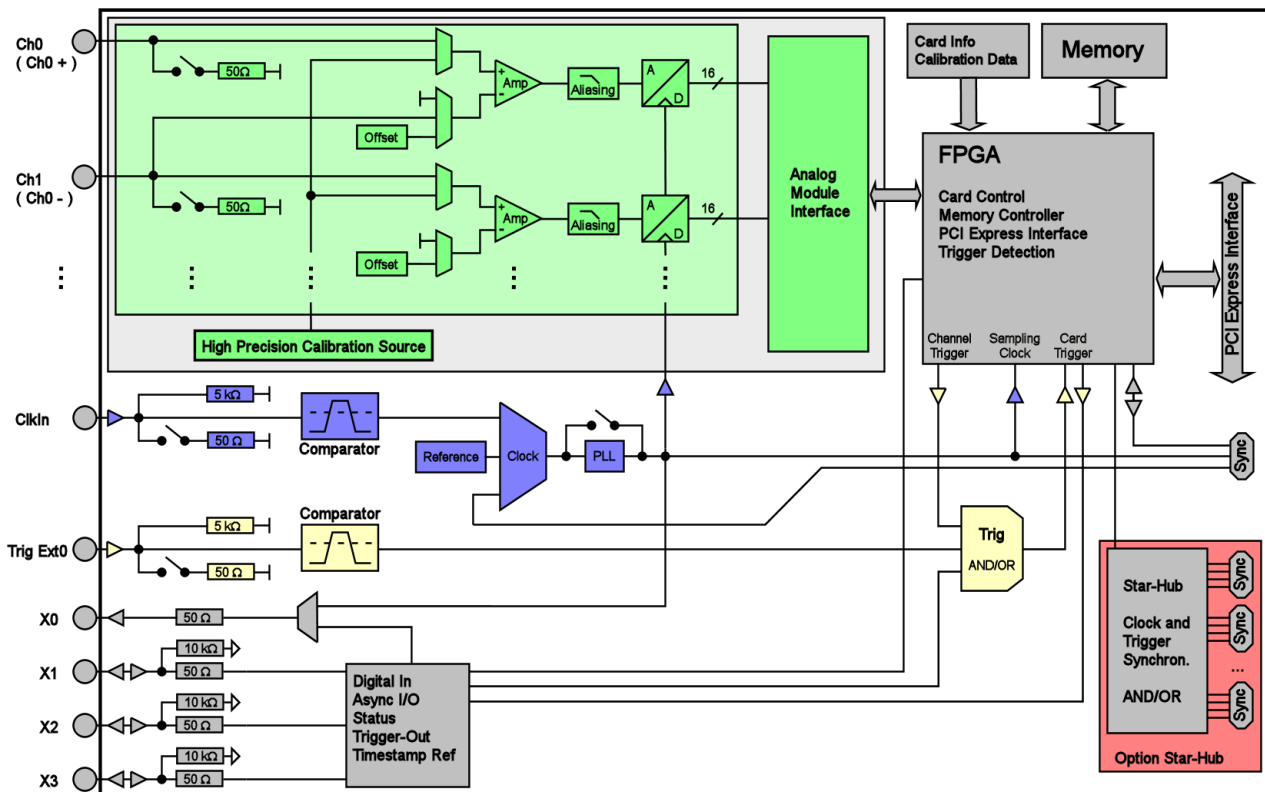 Ch0
( Ch0 + )
50Ω
Offset
+
-
Amp
Aliasing
A
D
16
Ch1
( Ch0 - )
50Ω
Offset
+
-
Amp
Aliasing
A
D
16
Analog
Module
Interface
High Precision Calibration Source
Card Info
Calibration Data
Memory
FPGA
Card Control
Memory Controller
PCI Express Interface
Trigger Detection
Channel
Trigger
Sampling
Clock
Card
Trigger
PCI Express Interface
ClkIn
5 kΩ
50 Ω
Comparator
Reference
Clock
PLL
Sync
Trig Ext0
5 kΩ
50 Ω
Comparator
Trig
AND/OR
X0
50 Ω
X1
10 kΩ
50 Ω
X2
10 kΩ
50 Ω
X3
10 kΩ
50 Ω
Digital In
Async I/O
Status
Trigger-Out
Timestamp Ref
Star-Hub
Clock and
Trigger
Synchron.
AND/OR
Sync
Sync
...
Sync
Option Star-Hub